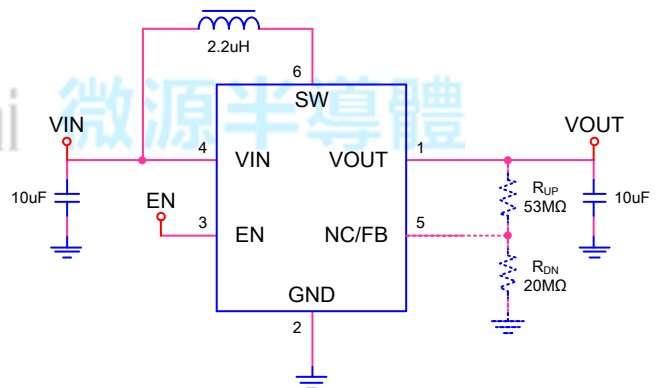 2.2uH
6
SW
微源半導體
VIN
VOUT
4
VIN
VOUT
1
10uF
RUP
53MΩ
10uF
EN
3
EN
NC/FB
5
RDN
20MΩ
GND
2